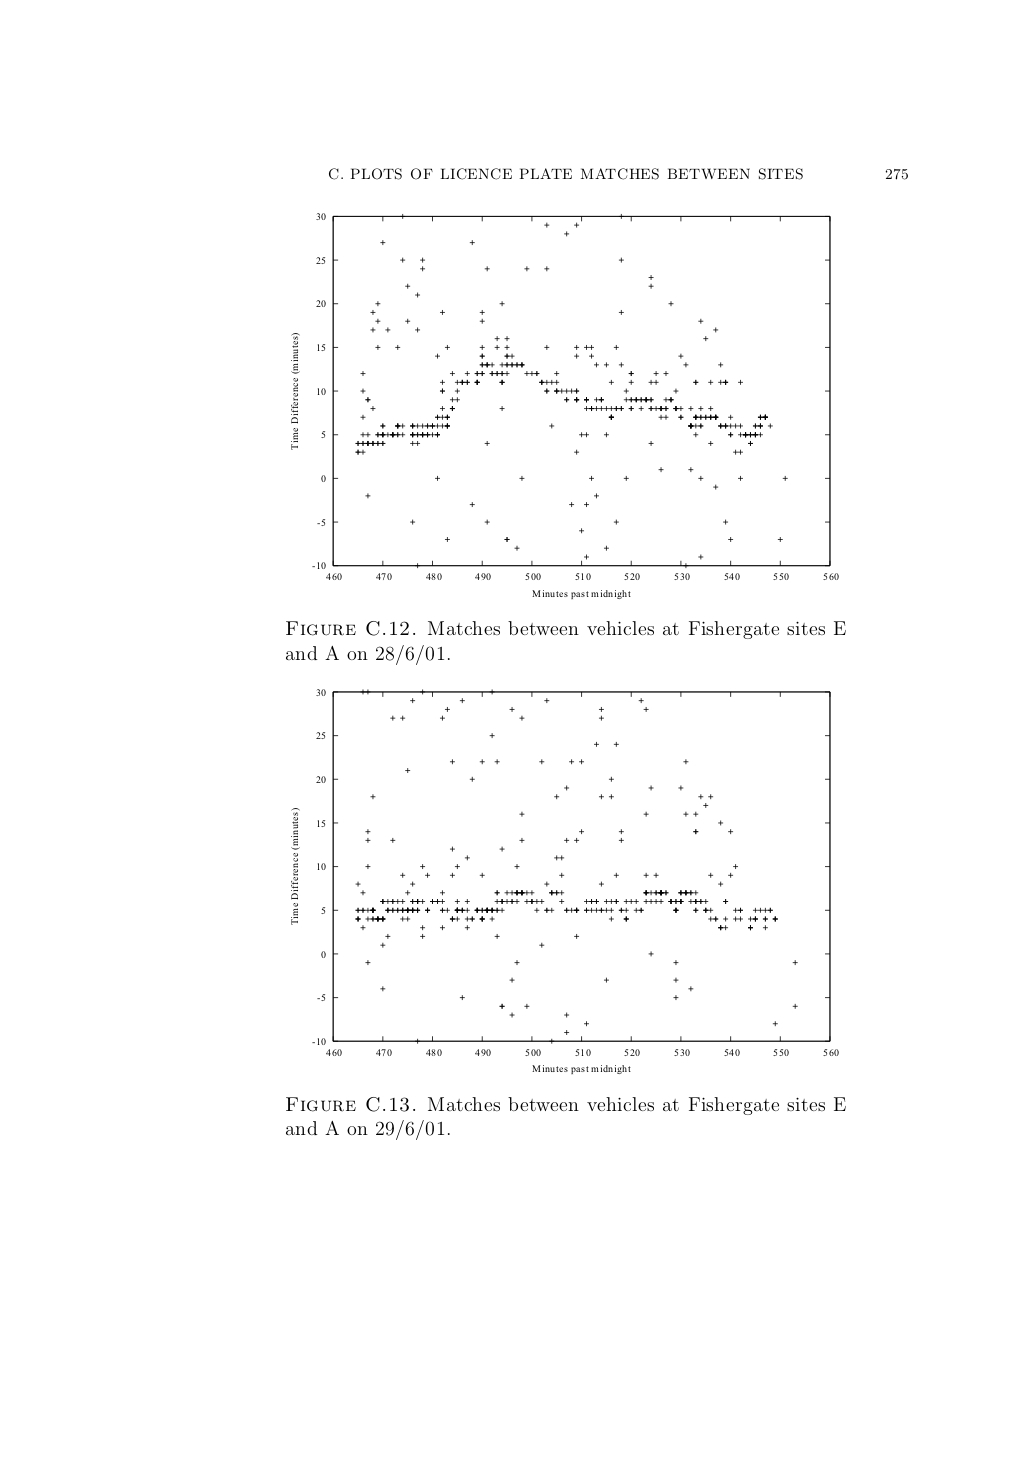 C. PLOTS OF LICENCE PLATE MATCHES BETWEEN SITES 275
30
25
20
15
10
5
0
-5
-10
Time Difference (minutes)
460 470 480 490 500 510 520 530 540 550 560
Minutes past midnight
FIGURE C.12. Matches between vehicles at Fishergate sites E
and A on 28/6/01.
30
25
20
15
10
5
0
-5
-10
Time Difference (minutes)
460 470 480 490 500 510 520 530 540 550 560
Minutes past midnight
FIGURE C.13. Matches between vehicles at Fishergate sites E
and A on 29/6/01.